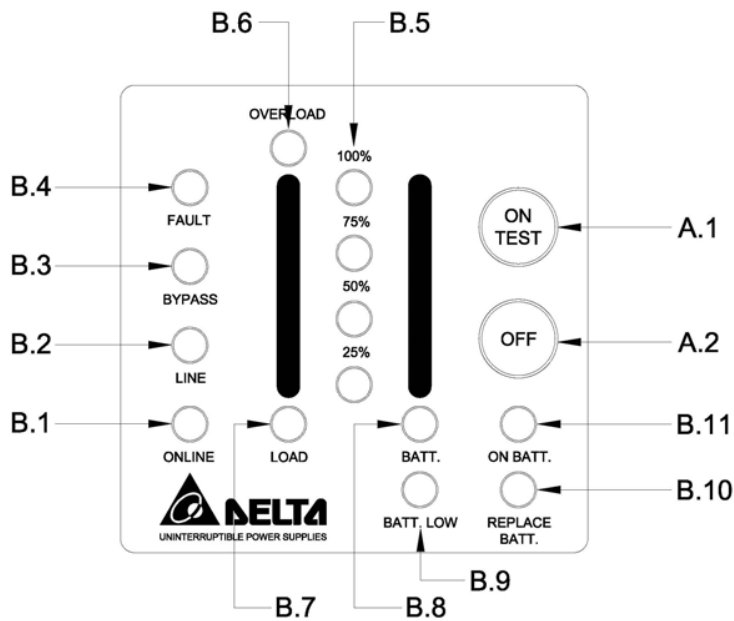 B.6
B.5
OVERLOAD
100%
B.4
FAULT
75%
ON
TEST
A.1
B.3
BYPASS
50%
B.2
LINE
25%
OFF
A.2
B.1
ONLINE
LOAD
BATT.
ON BATT.
B.11
DELTA
UNINTERRUPTIBLE POWER SUPPLIES
BATT. LOW
REPLACE
BATT.
B.10
B.7
B.8
B.9